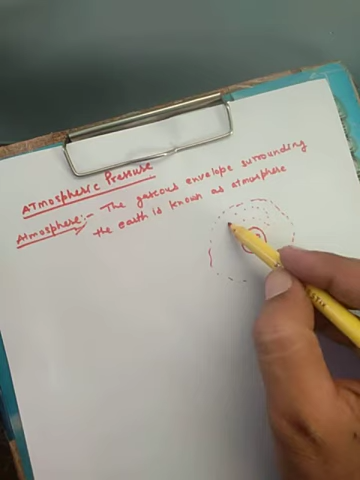 ATmospheric Pressure
Atmosphere:- The gaseous envelope surrounding
the earth is known as atmosphere